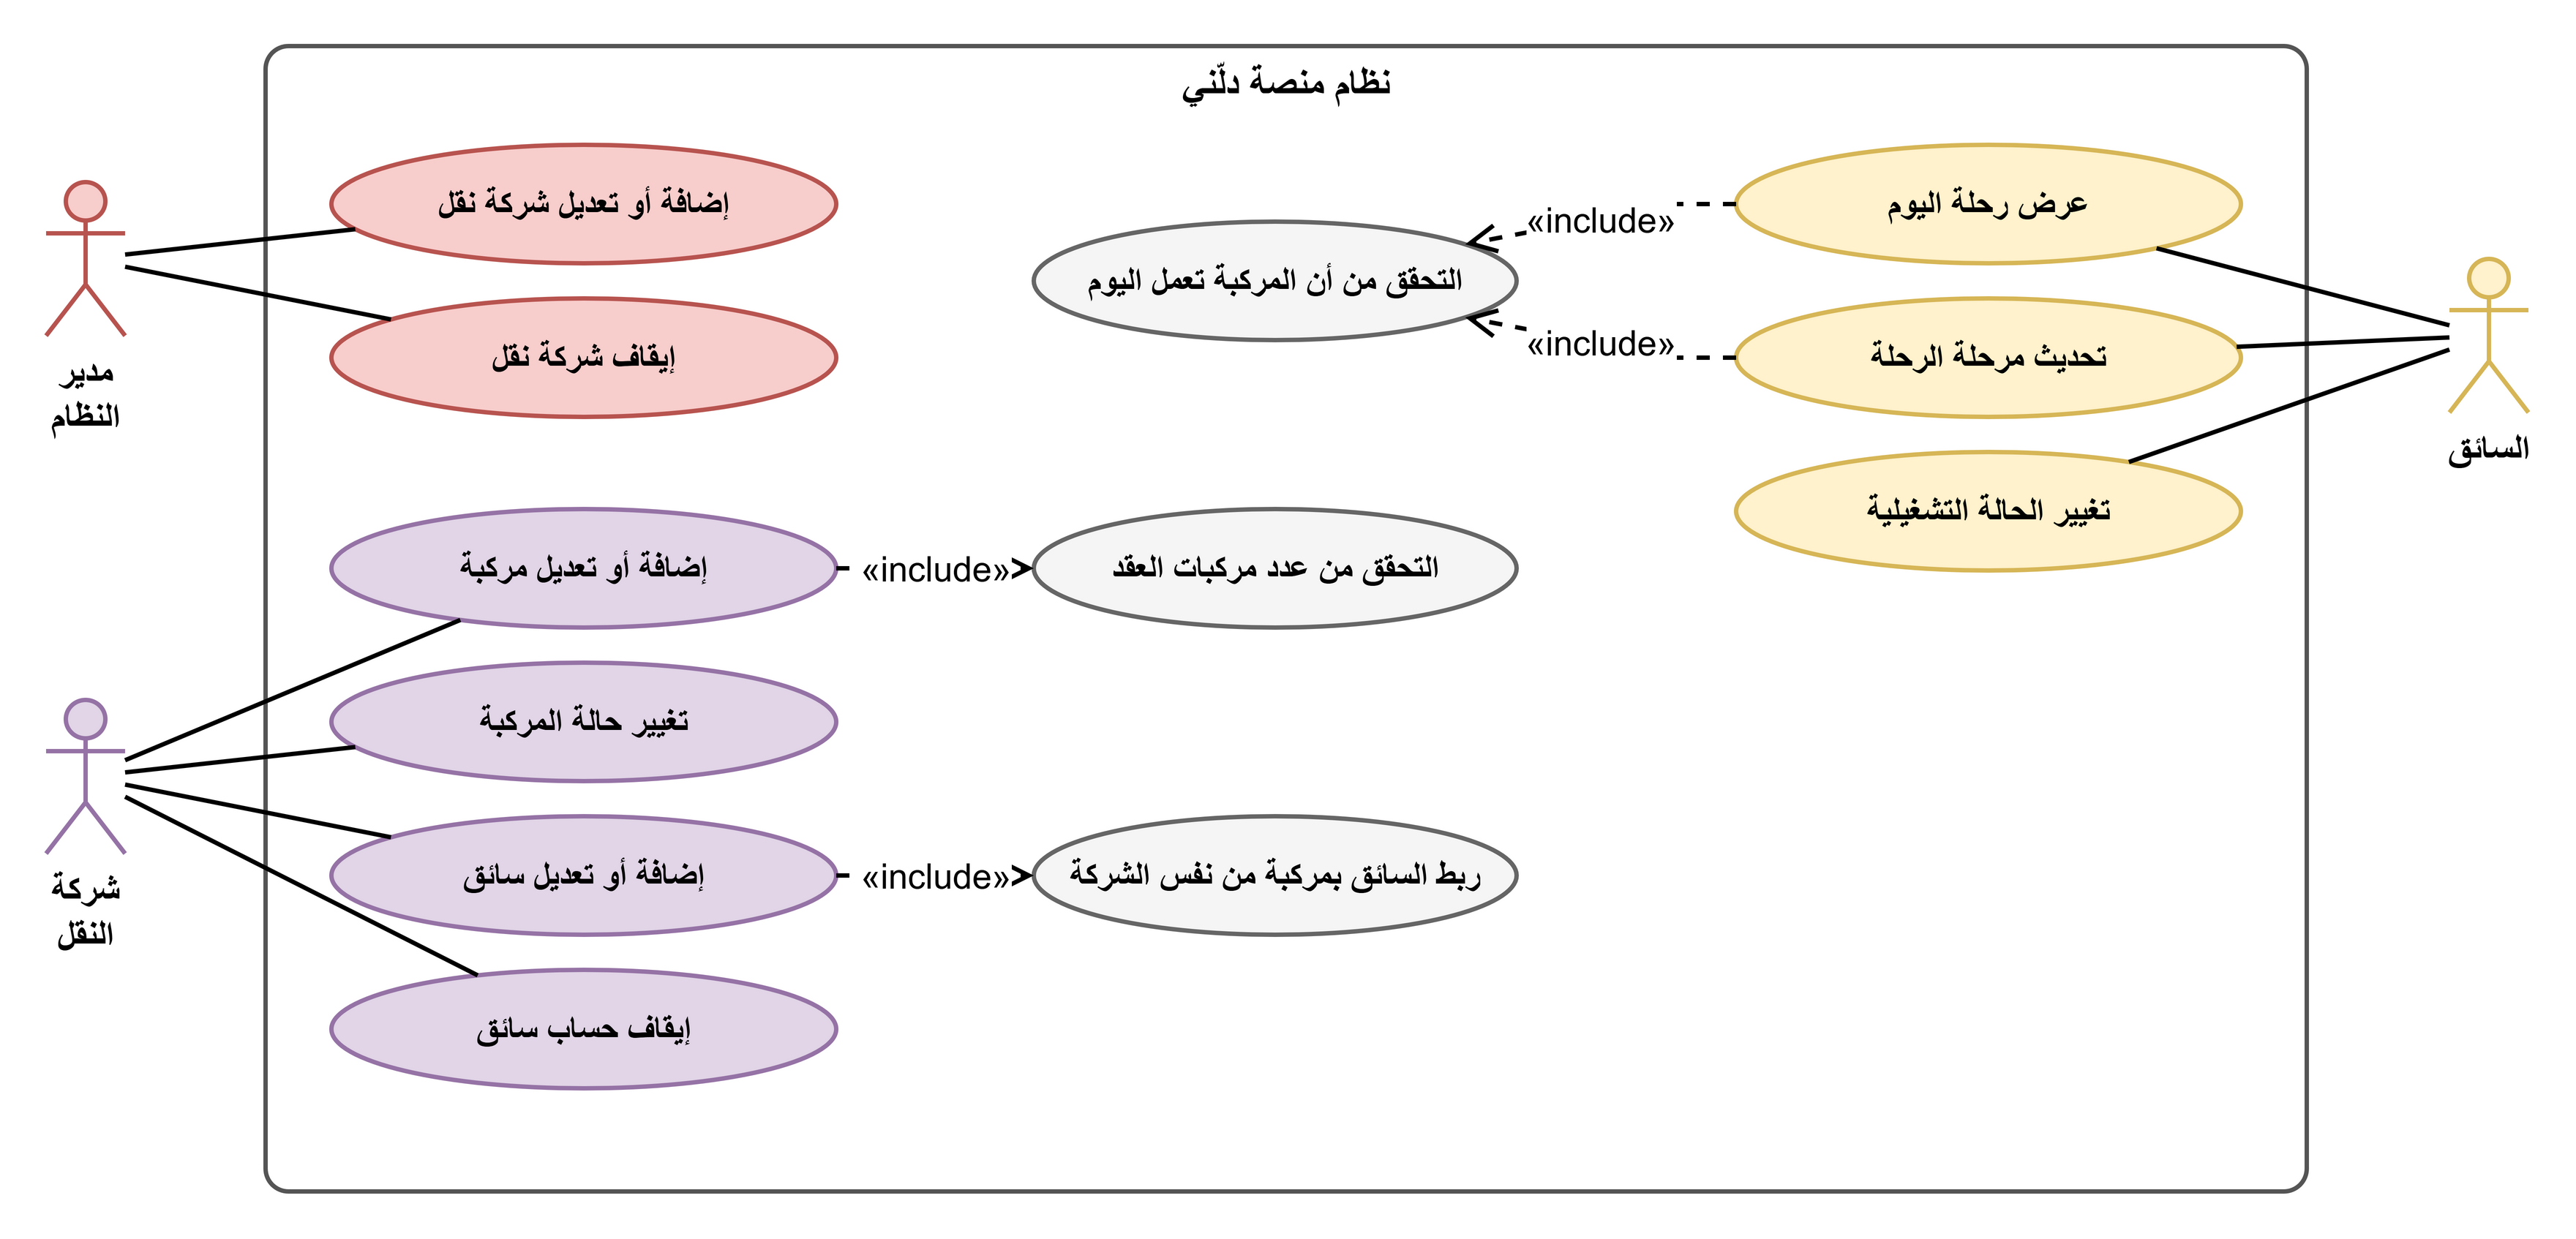 نظام منصة دلّني
عرض رحلة اليوم
«include»
إضافة أو تعديل شركة نقل
التحقق من أن المركبة تعمل اليوم
تحديث مرحلة الرحلة
«include»
إيقاف شركة نقل
مدير
النظام
السائق
تغيير الحالة التشغيلية
التحقق من عدد مركبات العقد
«include»
إضافة أو تعديل مركبة
تغيير حالة المركبة
ربط السائق بمركبة من نفس الشركة
«include»
إضافة أو تعديل سائق
شركة
النقل
إيقاف حساب سائق